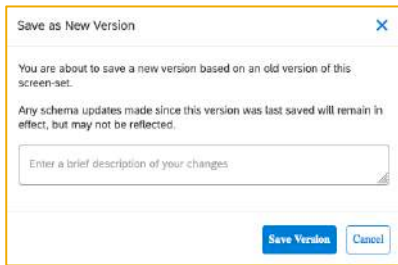 Save as New Version
You are about to save a new version based on an old version of this
screen-set.
Any schema updates made since this version was last saved will remain in
effect, but may not be reflected.
Enter a brief description of your changes
Save Version Cancel